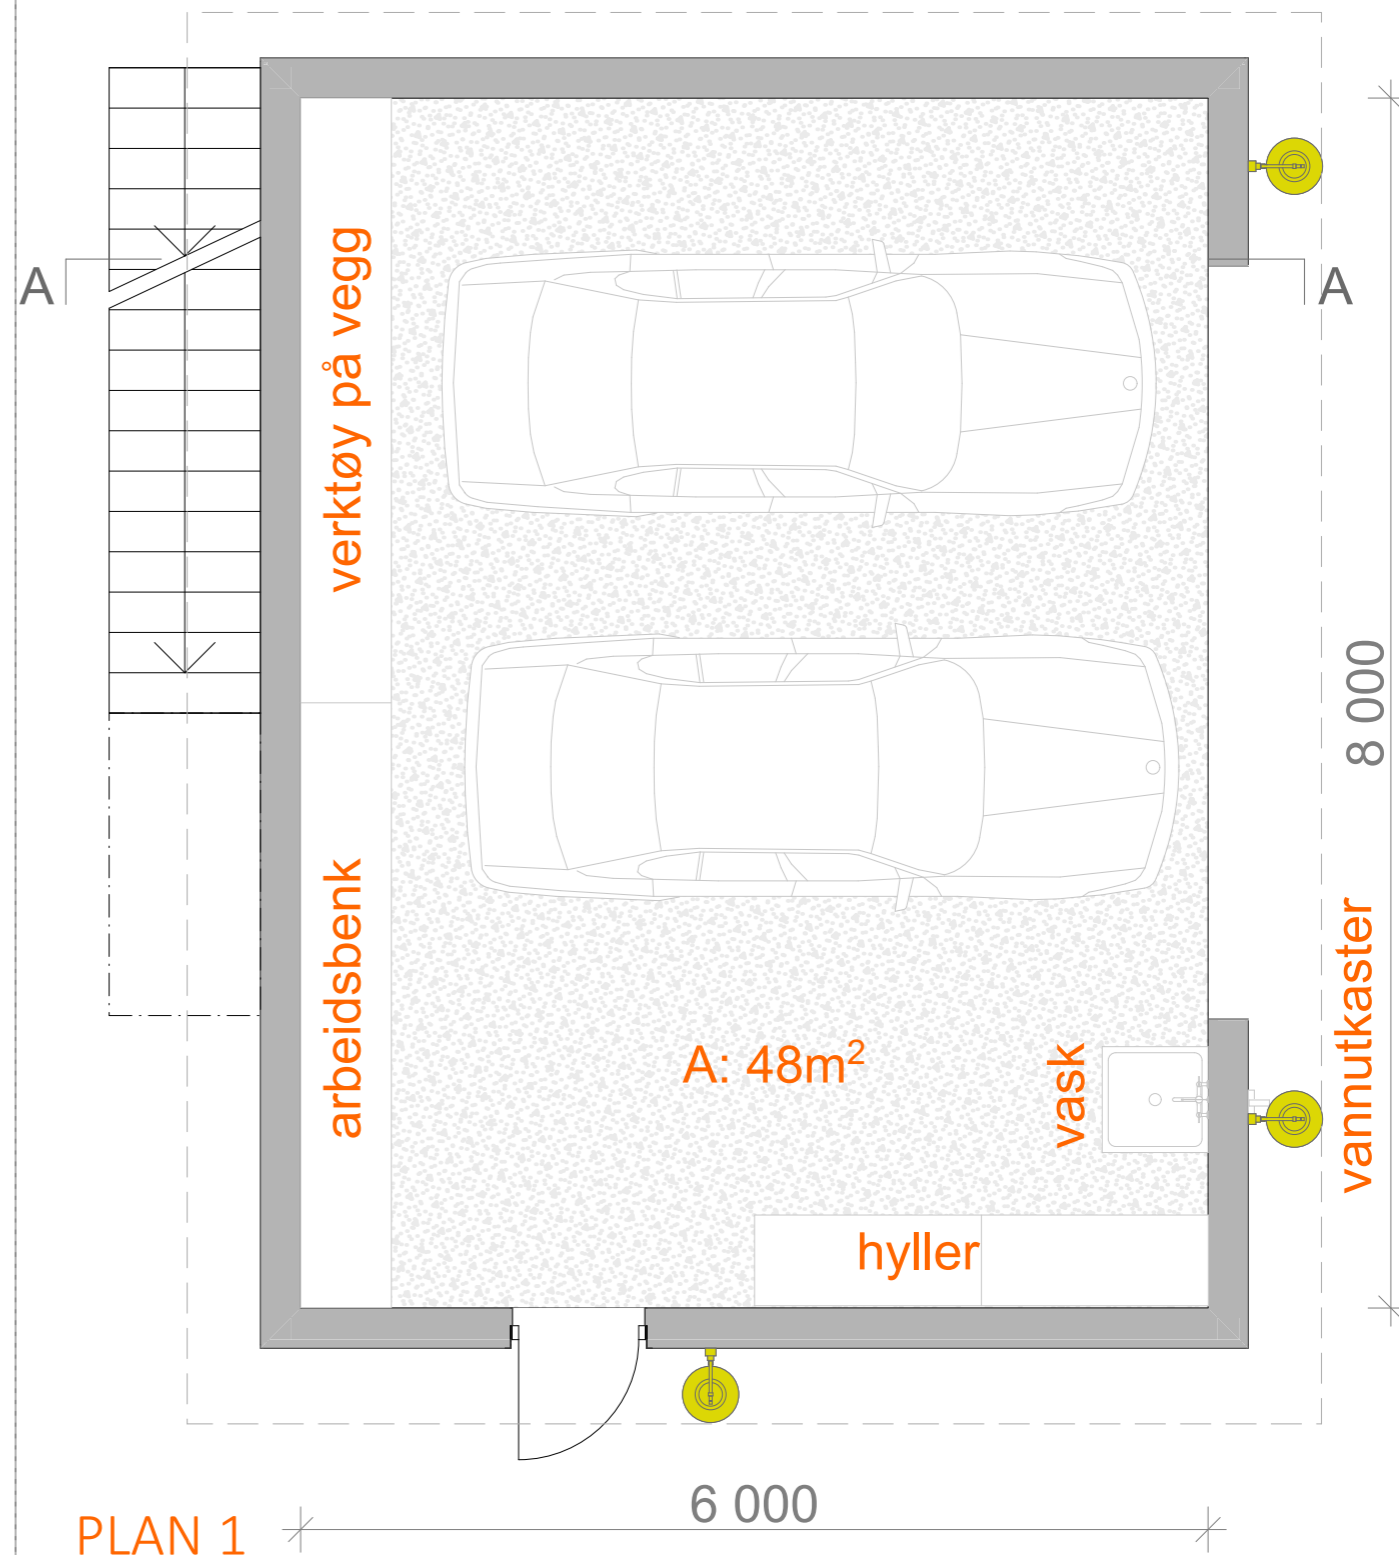 A
A
verktøy på vegg
8 000
arbeidsbenk
vannutkaster
A: 48m²
vask
hyller
6 000
PLAN 1